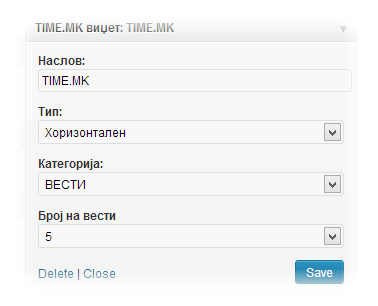 TIME.MK виџет: TIME.MK
Наслов:
TIME.MK
Тип:
Хоризонтален
Категорија:
ВЕСТИ
Број на вести
5
Delete | Close
Save